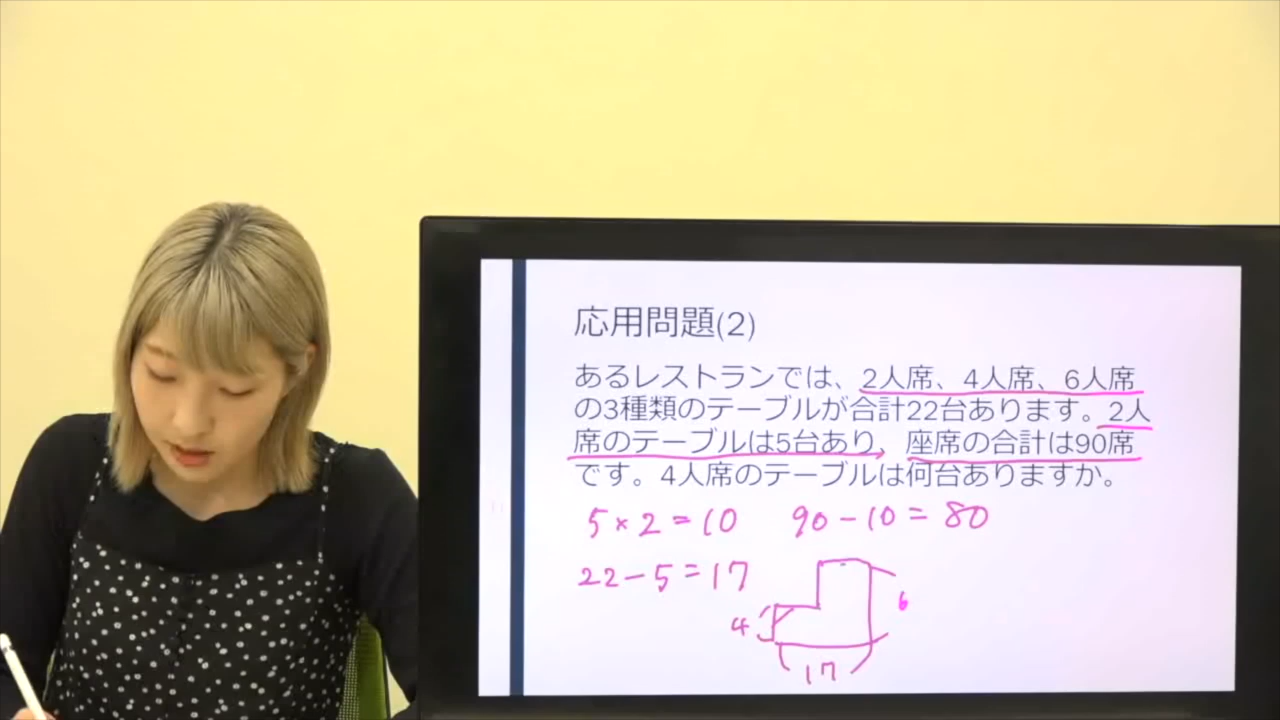 応用問題(2)
あるレストランでは、2人席、4人席、6人席
の3種類のテーブルが合計22台あります。2人
席のテーブルは5台あり、座席の合計は90席
です。4人席のテーブルは何台ありますか。
5×2=10 90-10=80
22-5=17
6
4
17